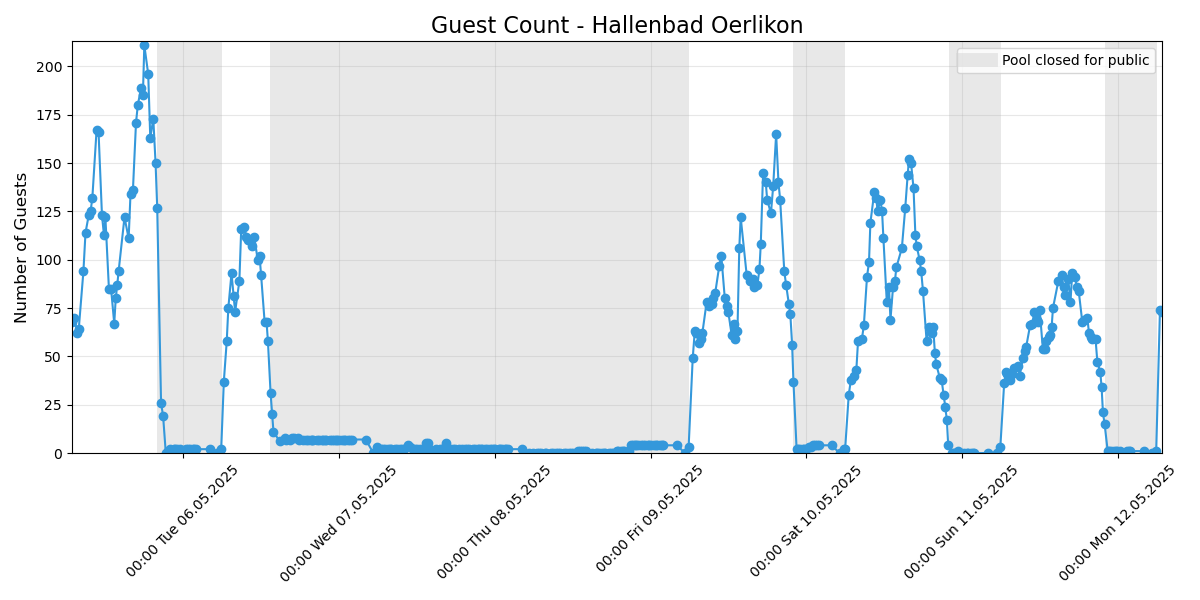 Guest Count - Hallenbad Oerlikon
Pool closed for public
Number of Guests
200
175
150
125
100
75
50
25
0
00:00 Tue 06.05.2025
00:00 Wed 07.05.2025
00:00 Thu 08.05.2025
00:00 Fri 09.05.2025
00:00 Sat 10.05.2025
00:00 Sun 11.05.2025
00:00 Mon 12.05.2025